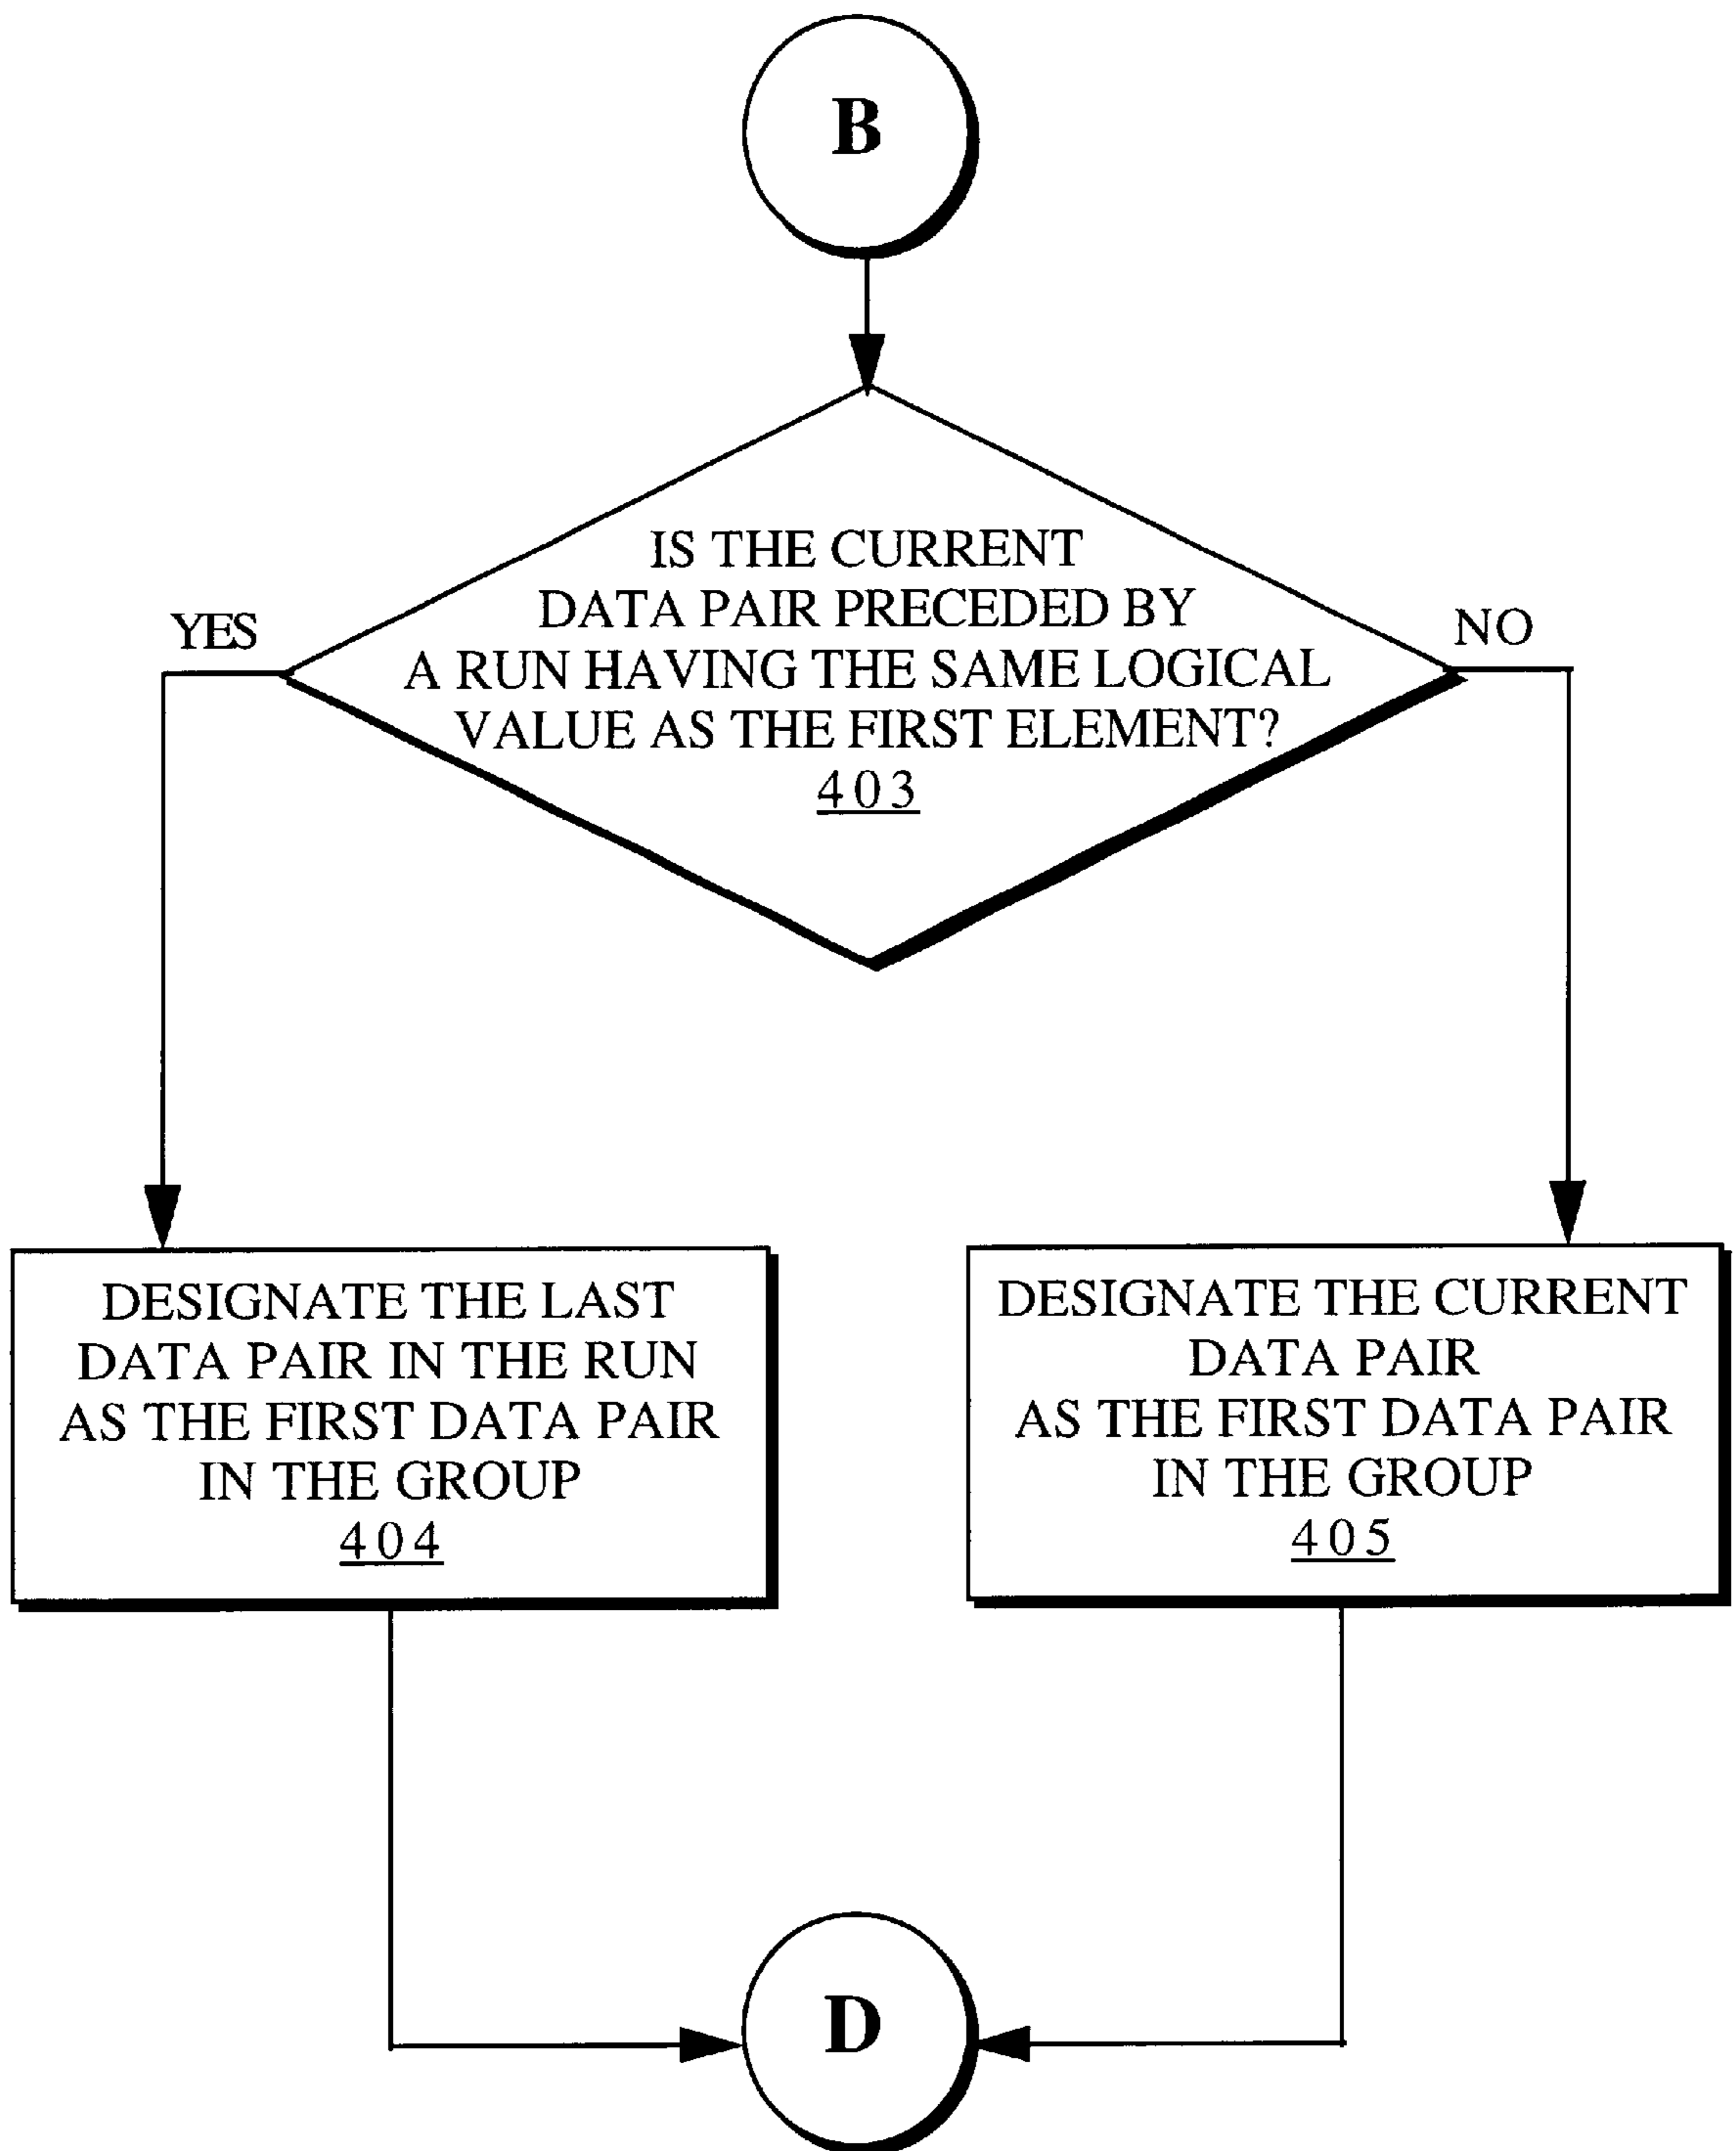 B
IS THE CURRENT
DATA PAIR PRECEDED BY
A RUN HAVING THE SAME LOGICAL
VALUE AS THE FIRST ELEMENT?
403
YES
NO
DESIGNATE THE LAST
DATA PAIR IN THE RUN
AS THE FIRST DATA PAIR
IN THE GROUP
404
DESIGNATE THE CURRENT
DATA PAIR
AS THE FIRST DATA PAIR
IN THE GROUP
405
D